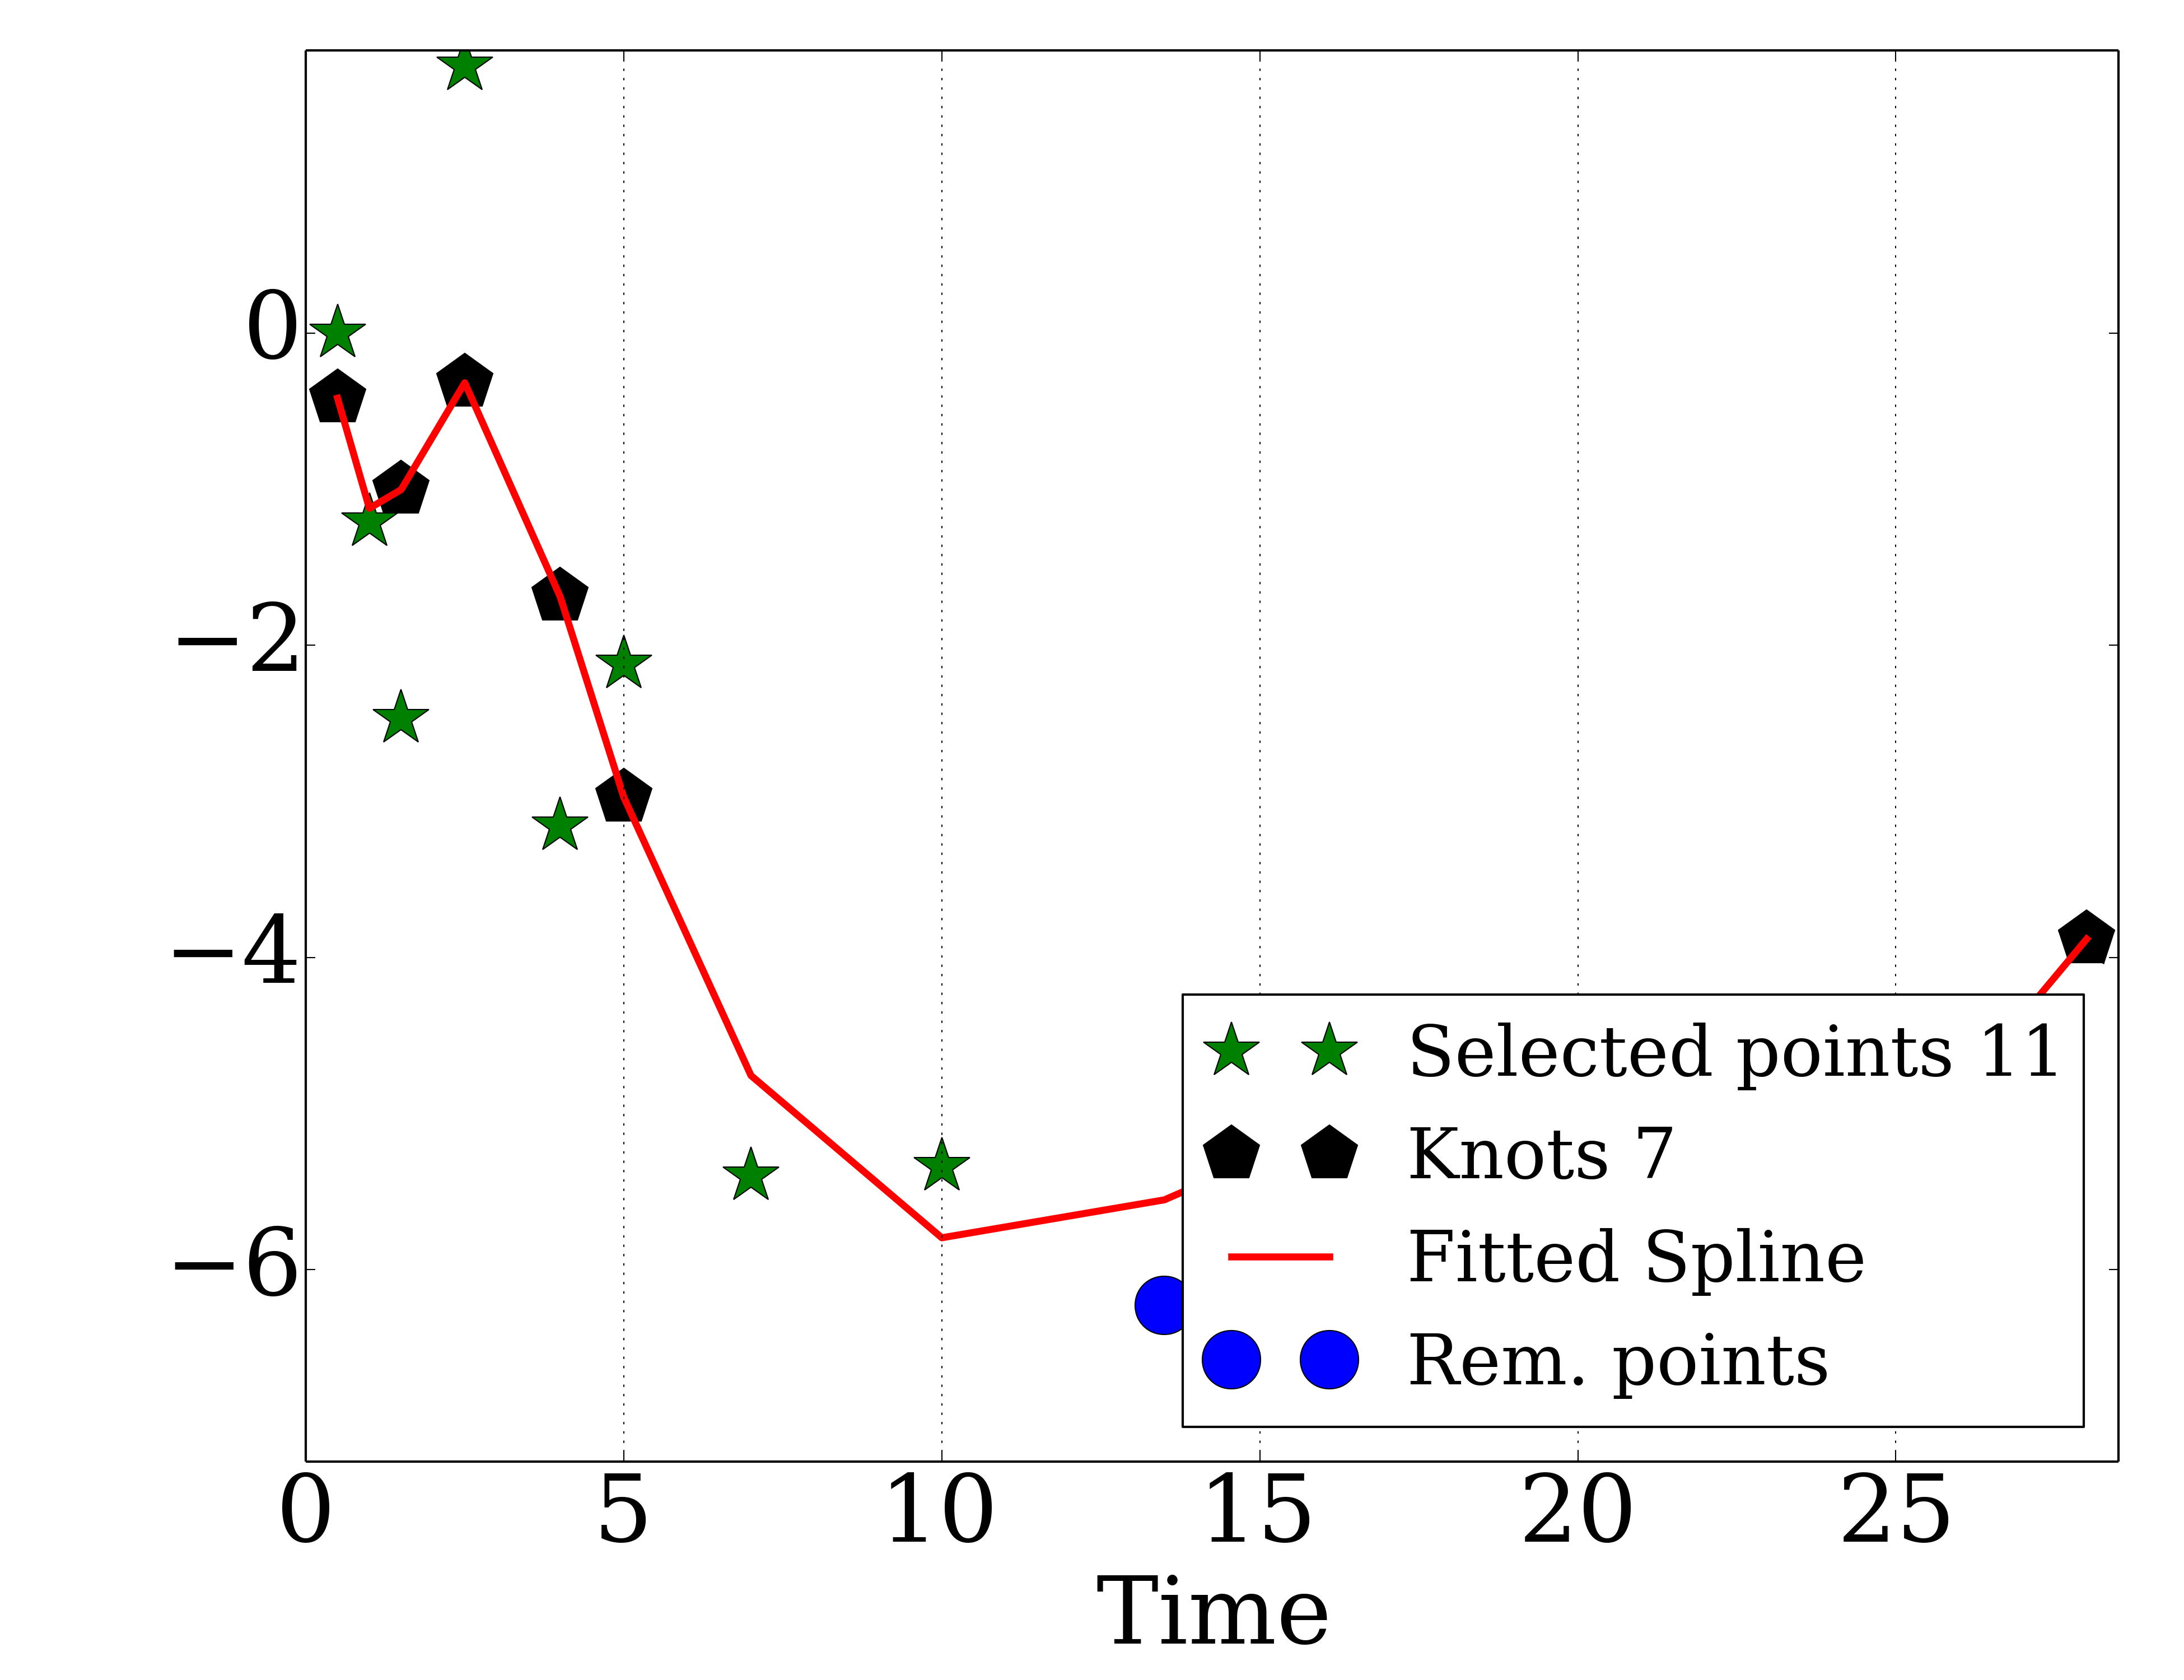 0
−2
−4
−6
Selected points 11
Knots 7
Fitted Spline
Rem. points
0 5 10 15 20 25
Time